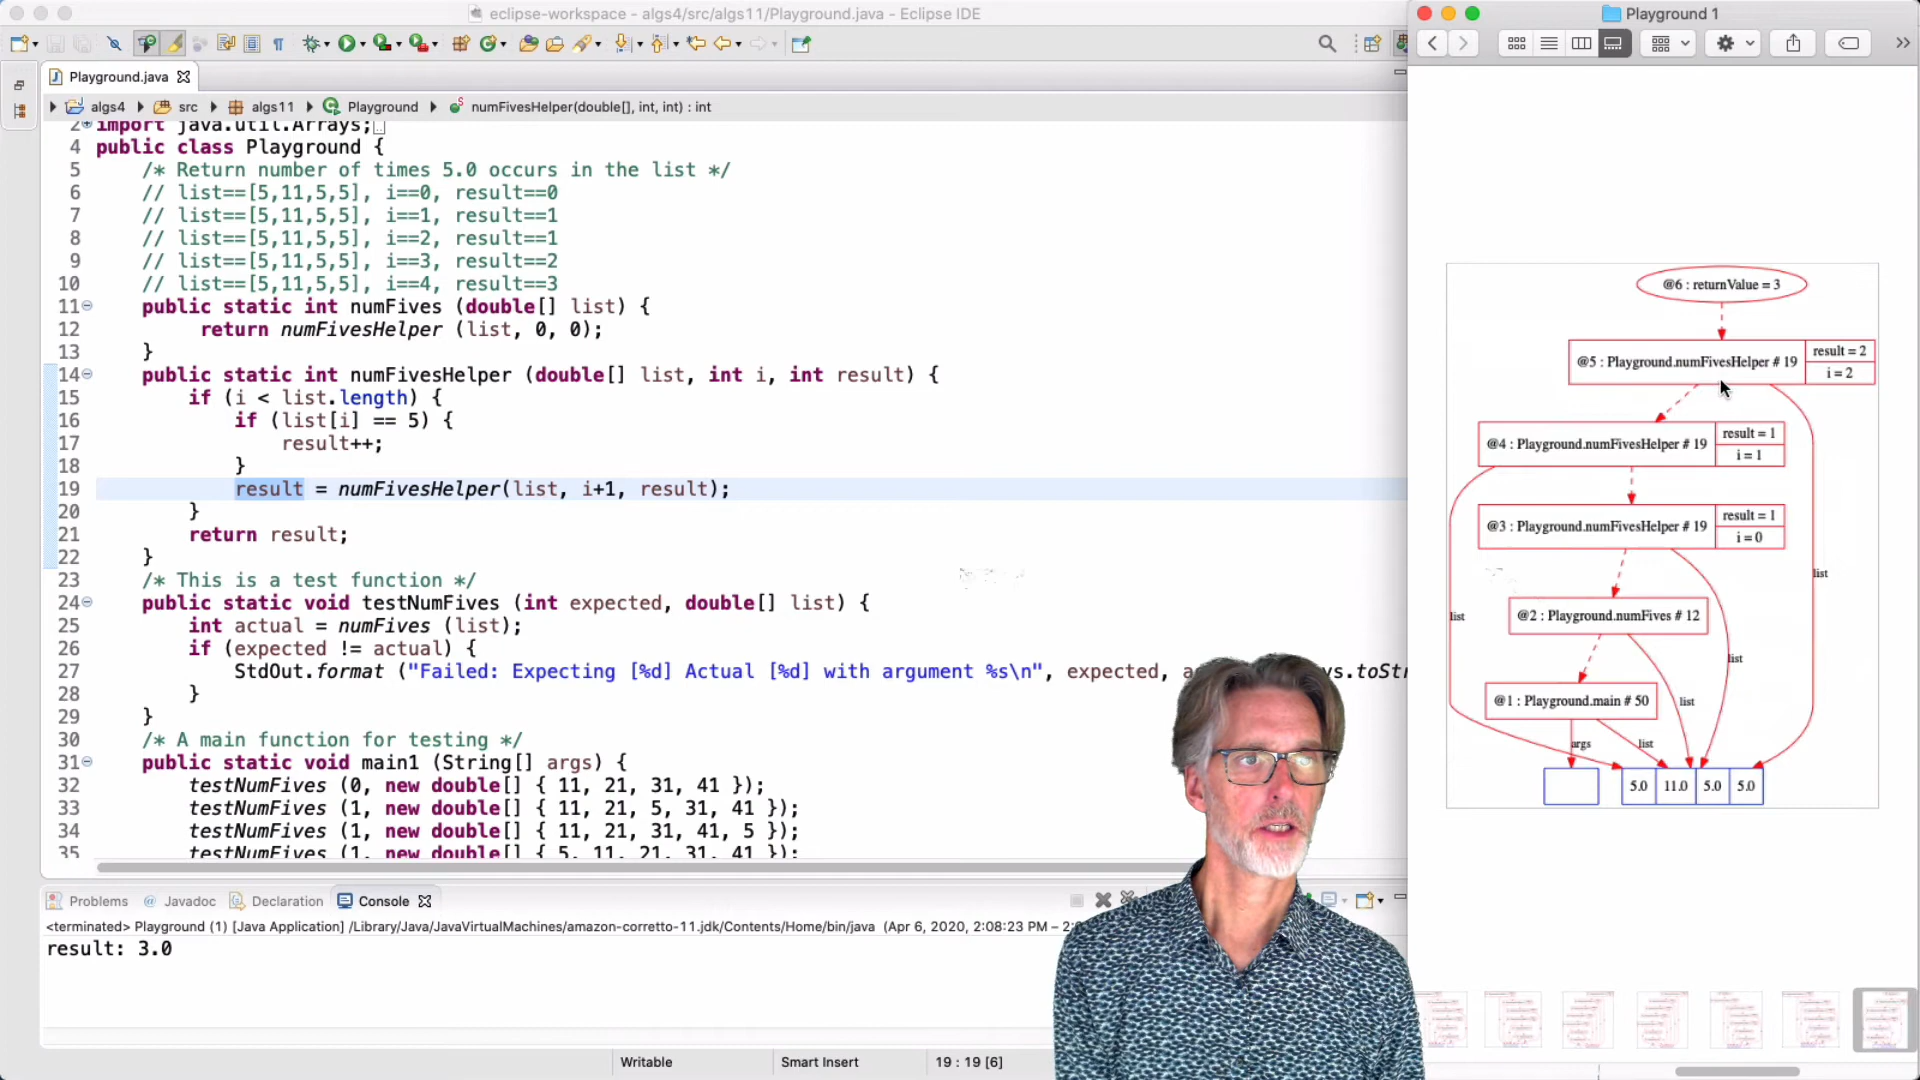 eclipse-workspace - algs4/src/algs11/Playground.java - Eclipse IDE
Playground.java
algs4 src algs11 Playground numFivesHelper(double[], int, int) : int
2 import java.util.Arrays;
4 public class Playground {
5 /* Return number of times 5.0 occurs in the list */
6 // list==[5,11,5,5], i==0, result==0
7 // list==[5,11,5,5], i==1, result==1
8 // list==[5,11,5,5], i==2, result==1
9 // list==[5,11,5,5], i==3, result==2
10 // list==[5,11,5,5], i==4, result==3
11 public static int numFives (double[] list) {
12 return numFivesHelper (list, 0, 0);
13 }
14 public static int numFivesHelper (double[] list, int i, int result) {
15 if (i < list.length) {
16 if (list[i] == 5) {
17 result++;
18 }
19 result = numFivesHelper(list, i+1, result);
20 }
21 return result;
22 }
23 /* This is a test function */
24 public static void testNumFives (int expected, double[] list) {
25 int actual = numFives (list);
26 if (expected != actual) {
27 StdOut.format ("Failed: Expecting [%d] Actual [%d] with argument %s\n", expected,
28 }
29 }
30 /* A main function for testing */
31 public static void main1 (String[] args) {
32 testNumFives (0, new double[] { 11, 21, 31, 41 });
33 testNumFives (1, new double[] { 11, 21, 5, 31, 41 });
34 testNumFives (1, new double[] { 11, 21, 31, 41, 5 });
35 testNumFives (1, new double[] { 5, 11, 21, 31, 41 });
Problems @ Javadoc Declaration Console
<terminated> Playground (1) [Java Application] /Library/Java/JavaVirtualMachines/amazon-corretto-11.jdk/Contents/Home/bin/java (Apr 6, 2020, 2:08:23 PM –
result: 3.0
Writable Smart Insert 19 : 19 [6]
Playground 1
@6 : returnValue = 3
@5 : Playground.numFivesHelper # 19
result = 2
i = 2
@4 : Playground.numFivesHelper # 19
result = 1
i = 1
@3 : Playground.numFivesHelper # 19
result = 1
i = 0
list
@2 : Playground.numFives # 12
list
list
@1 : Playground.main # 50
list
args
list
5.0 11.0 5.0 5.0